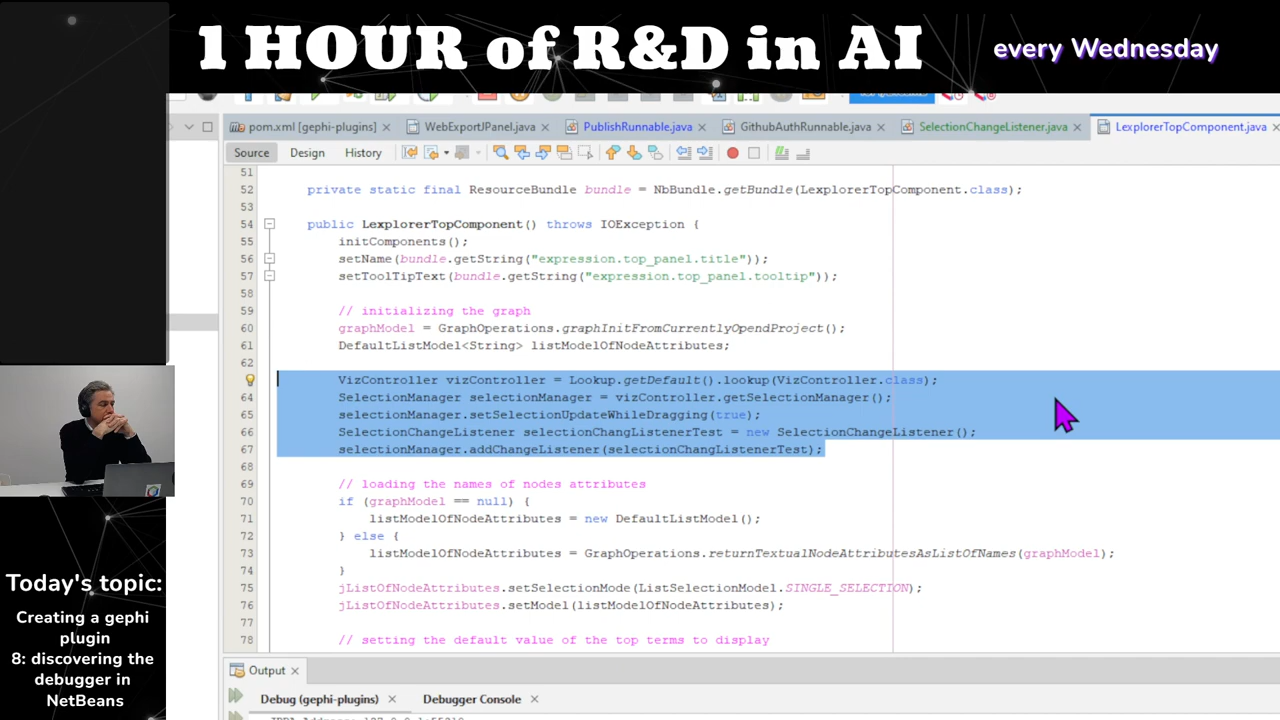 1 HOUR of R&D in AI
every Wednesday
pom.xml [gephi-plugins]
WebExportJPanel.java
PublishRunnable.java
GithubAuthRunnable.java
SelectionChangeListener.java
LexplorerTopComponent.java
Source
Design
History
51
52 private static final ResourceBundle bundle = NbBundle.getBundle(LexplorerTopComponent.class);
53
54 public LexplorerTopComponent() throws IOException {
55 initComponents();
56 setName(bundle.getString("expression.top_panel.title"));
57 setToolTipText(bundle.getString("expression.top_panel.tooltip"));
58
59 // initializing the graph
60 graphModel = GraphOperations.graphInitFromCurrentlyOpendProject();
61 DefaultListModel<String> listModelOfNodeAttributes;
62
VizController vizController = Lookup.getDefault().lookup(VizController.class);
64 SelectionManager selectionManager = vizController.getSelectionManager();
65 selectionManager.setSelectionUpdateWhileDragging(true);
66 SelectionChangeListener selectionChangListenerTest = new SelectionChangeListener();
67 selectionManager.addChangeListener(selectionChangListenerTest);
68
69 // loading the names of nodes attributes
70 if (graphModel == null) {
71 listModelOfNodeAttributes = new DefaultListModel();
72 } else {
73 listModelOfNodeAttributes = GraphOperations.returnTextualNodeAttributesAsListOfNames(graphModel);
74 }
75 jListOfNodeAttributes.setSelectionMode(ListSelectionModel.SINGLE_SELECTION);
76 jListOfNodeAttributes.setModel(listModelOfNodeAttributes);
77
78 // setting the default value of the top terms to display
Output
Debug (gephi-plugins)
Debugger Console
Today's topic:
Creating a gephi
plugin
8: discovering the
debugger in
NetBeans